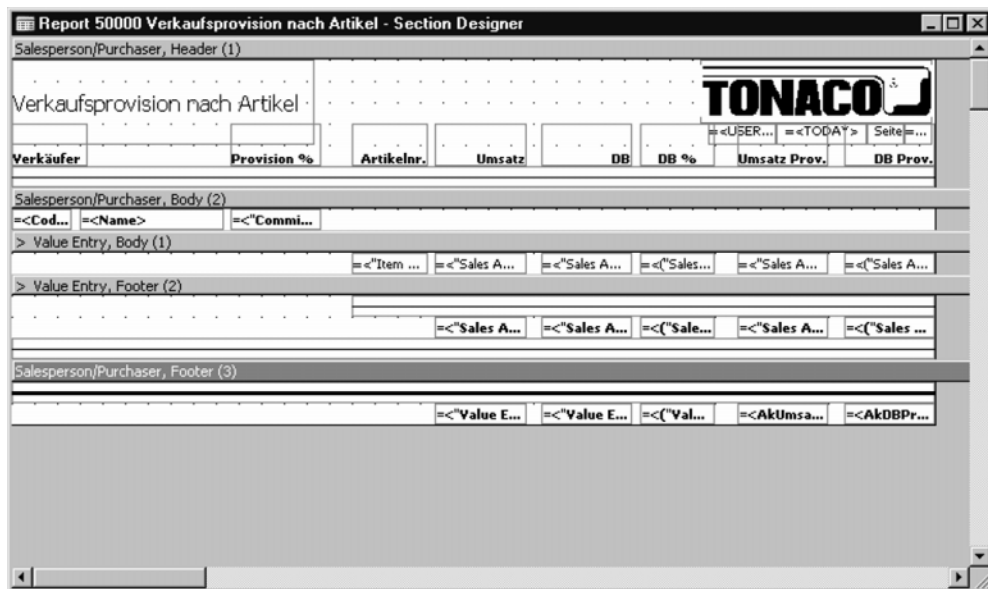 Report 50000 Verkaufsprovision nach Artikel - Section Designer
Salesperson/Purchaser, Header (1)
Verkaufsprovision nach Artikel
TONACO
=<USER... =<TODAY> Seite =...
Verkäufer Provision % Artikelnr. Umsatz DB DB % Umsatz Prov. DB Prov.
Salesperson/Purchaser, Body (2)
=<Cod... =<Name> =<"Commi...
> Value Entry, Body (1)
=<"Item ... =<"Sales A... =<"Sales A... =<("Sales... =<"Sales A... =<("Sales A...
> Value Entry, Footer (2)
=<"Sales A... =<"Sales A... =<("Sale... =<"Sales A... =<("Sales ...
Salesperson/Purchaser, Footer (3)
=<"Value E... =<"Value E... =<("Val... =<AkUmsa... =<AkDBPr...